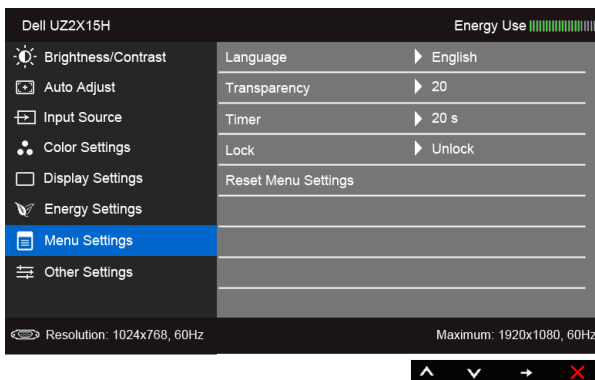 Dell UZ2X15H Energy Use
Brightness/Contrast Language English
Auto Adjust Transparency 20
Input Source Timer 20 s
Color Settings Lock Unlock
Display Settings Reset Menu Settings
Energy Settings
Menu Settings
Other Settings
Resolution: 1024x768, 60Hz Maximum: 1920x1080, 60Hz